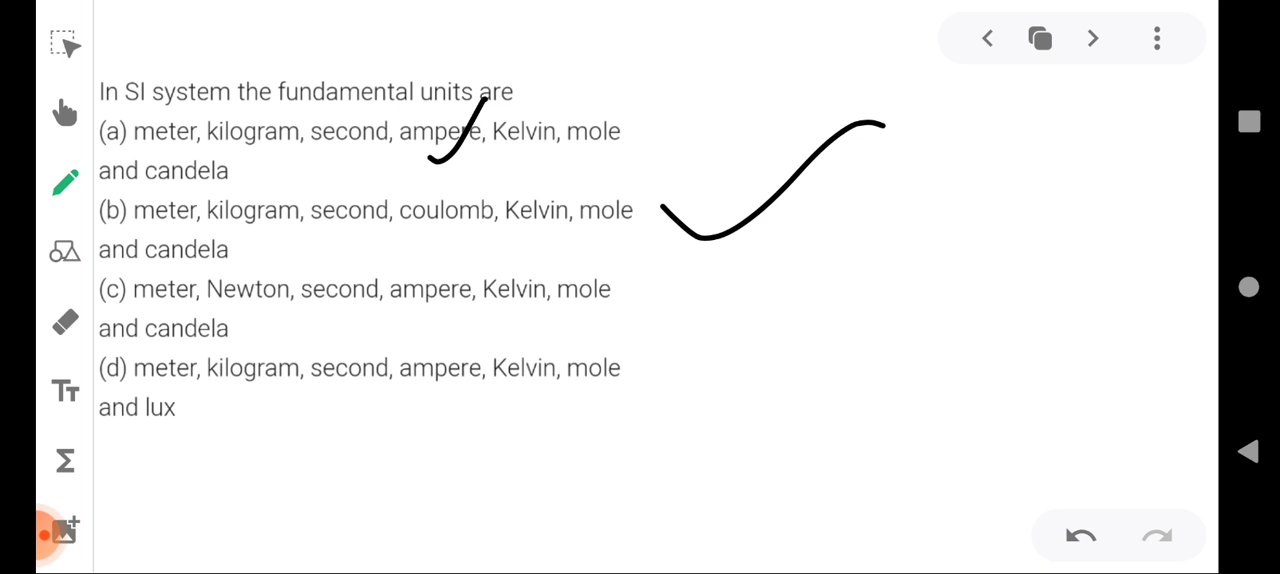 In SI system the fundamental units are
(a) meter, kilogram, second, ampere, Kelvin, mole
and candela
(b) meter, kilogram, second, coulomb, Kelvin, mole
and candela
(c) meter, Newton, second, ampere, Kelvin, mole
and candela
(d) meter, kilogram, second, ampere, Kelvin, mole
and lux